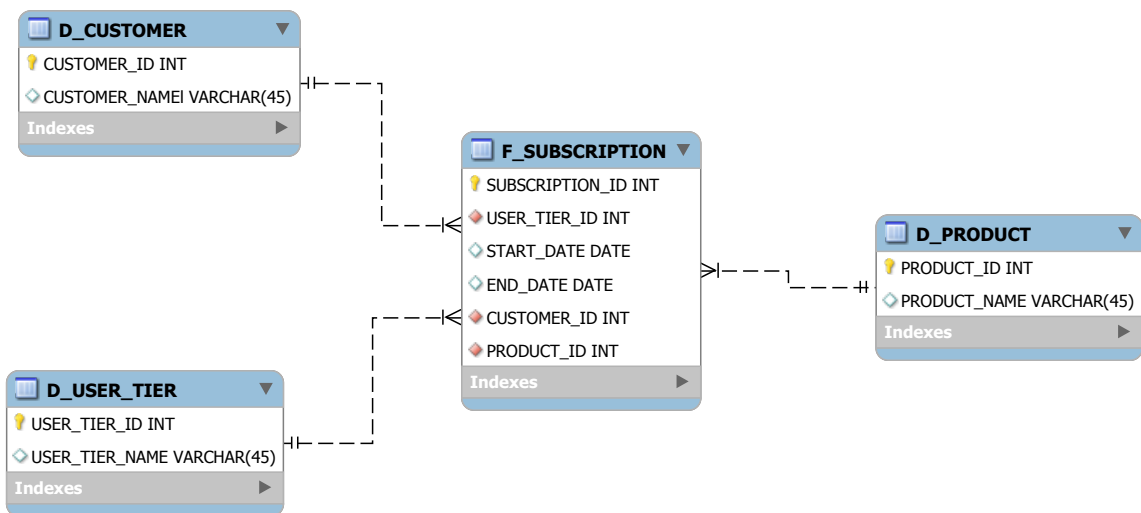 D_CUSTOMER
CUSTOMER_ID INT
CUSTOMER_NAMEl VARCHAR(45)
Indexes
F_SUBSCRIPTION
SUBSCRIPTION_ID INT
USER_TIER_ID INT
START_DATE DATE
END_DATE DATE
CUSTOMER_ID INT
PRODUCT_ID INT
Indexes
D_PRODUCT
PRODUCT_ID INT
PRODUCT_NAME VARCHAR(45)
Indexes
D_USER_TIER
USER_TIER_ID INT
USER_TIER_NAME VARCHAR(45)
Indexes